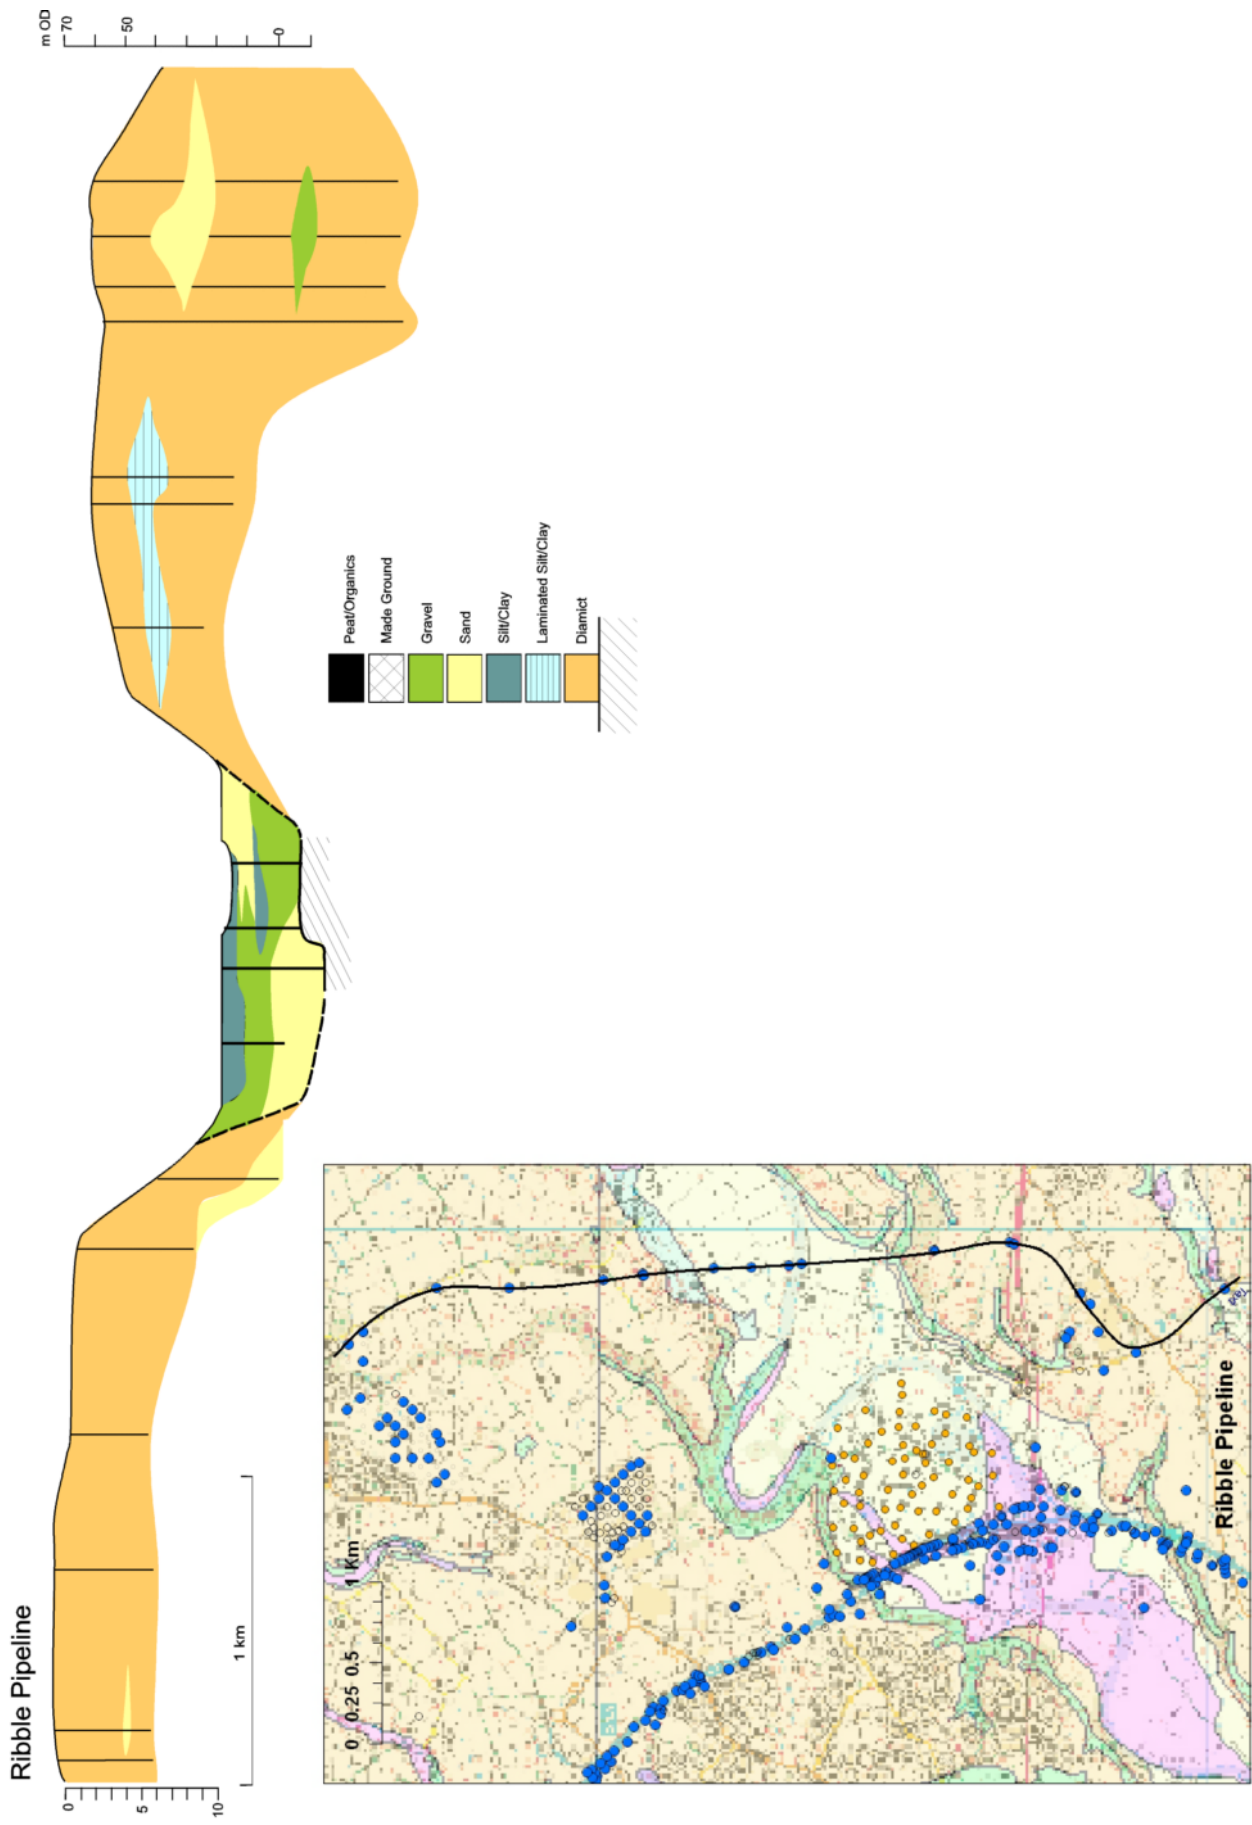 Ribble Pipeline
m OD
70
50
0
0
5
10
1 km
Peat/Organics
Made Ground
Gravel
Sand
Silt/Clay
Laminated Silt/Clay
Diamict
0 0.25 0.5 1 Km
Ribble Pipeline